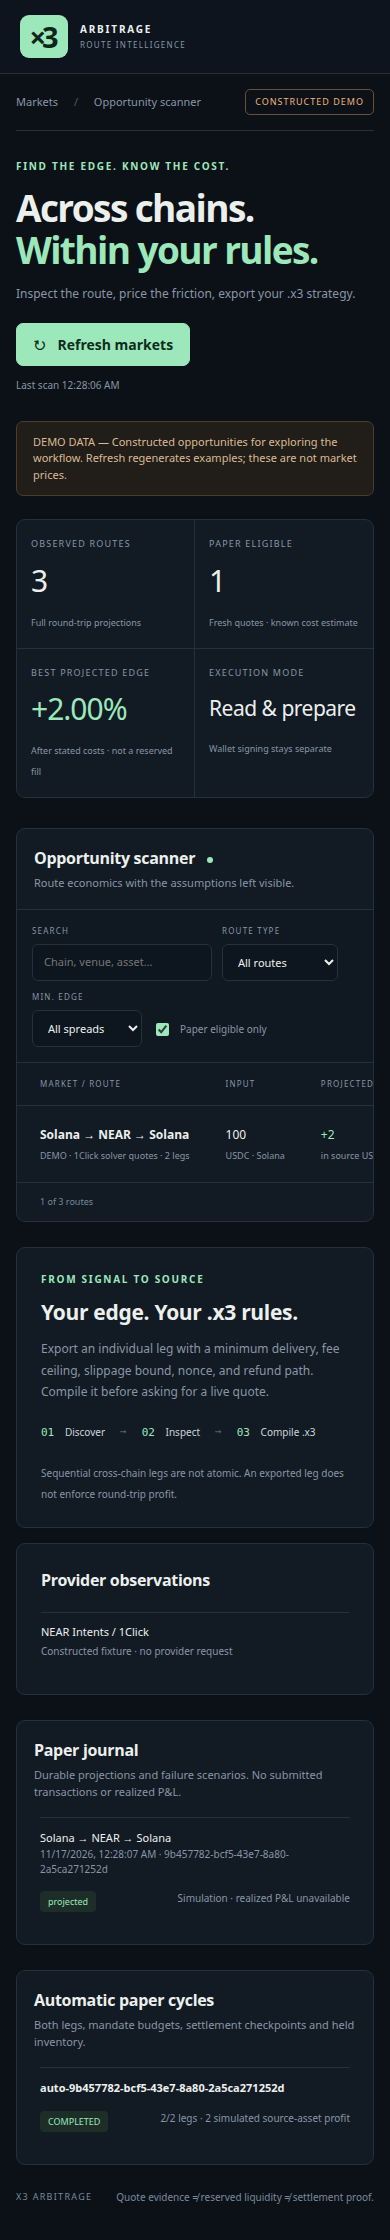 ×3
ARBITRAGE
ROUTE INTELLIGENCE
Markets / Opportunity scanner
CONSTRUCTED DEMO
FIND THE EDGE. KNOW THE COST.
Across chains.
Within your rules.
Inspect the route, price the friction, export your .x3 strategy.
↻ Refresh markets
Last scan 12:28:06 AM
DEMO DATA — Constructed opportunities for exploring the
workflow. Refresh regenerates examples; these are not market
prices.
OBSERVED ROUTES
3
Full round-trip projections
PAPER ELIGIBLE
1
Fresh quotes · known cost estimate
BEST PROJECTED EDGE
+2.00%
After stated costs · not a reserved
fill
EXECUTION MODE
Read & prepare
Wallet signing stays separate
Opportunity scanner
Route economics with the assumptions left visible.
SEARCH
Chain, venue, asset...
ROUTE TYPE
All routes
MIN. EDGE
All spreads
Paper eligible only
MARKET / ROUTE INPUT PROJECTED
Solana → NEAR → Solana 100 +2
DEMO · 1Click solver quotes · 2 legs USDC · Solana in source US
1 of 3 routes
FROM SIGNAL TO SOURCE
Your edge. Your .x3 rules.
Export an individual leg with a minimum delivery, fee
ceiling, slippage bound, nonce, and refund path.
Compile it before asking for a live quote.
01 Discover → 02 Inspect → 03 Compile .x3
Sequential cross-chain legs are not atomic. An exported leg does
not enforce round-trip profit.
Provider observations
NEAR Intents / 1Click
Constructed fixture · no provider request
Paper journal
Durable projections and failure scenarios. No submitted
transactions or realized P&L.
Solana → NEAR → Solana
11/17/2026, 12:28:07 AM · 9b457782-bcf5-43e7-8a80-
2a5ca271252d
projected
Simulation · realized P&L unavailable
Automatic paper cycles
Both legs, mandate budgets, settlement checkpoints and held
inventory.
auto-9b457782-bcf5-43e7-8a80-2a5ca271252d
COMPLETED
2/2 legs · 2 simulated source-asset profit
X3 ARBITRAGE
Quote evidence ≠ reserved liquidity ≠ settlement proof.